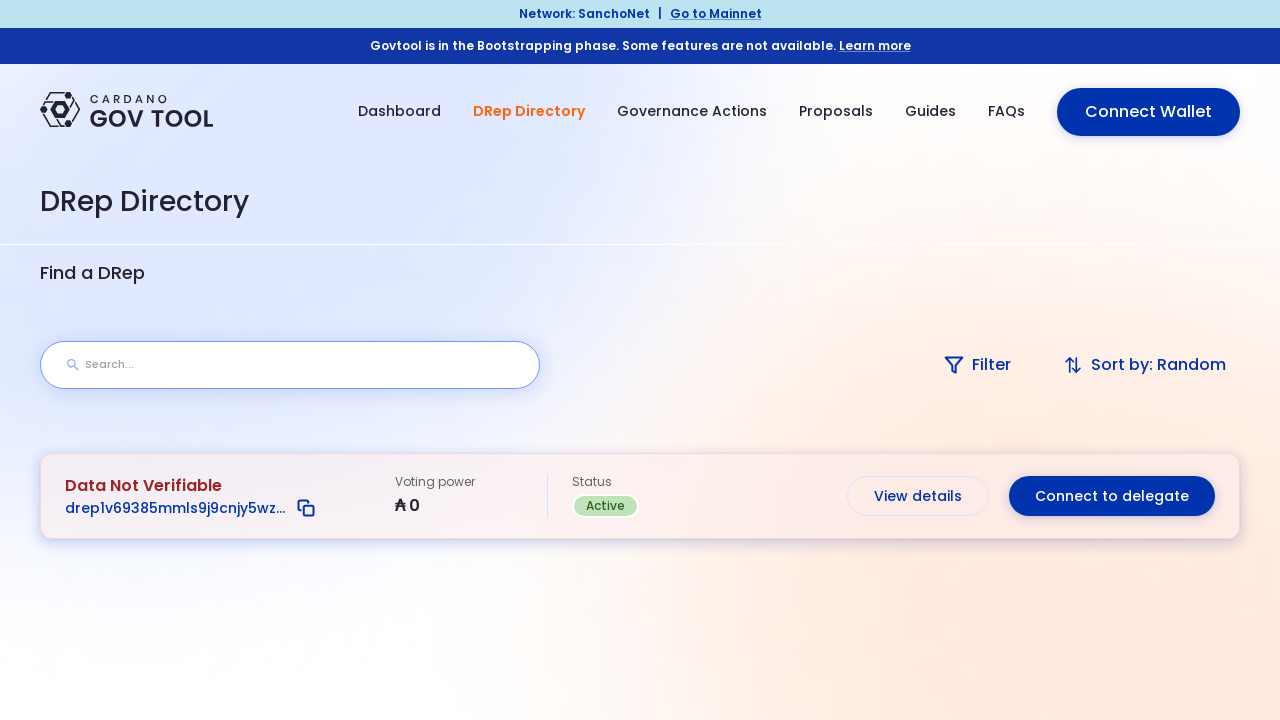 Network: SanchoNet | Go to Mainnet
Govtool is in the Bootstrapping phase. Some features are not available. Learn more
CARDANO
GOV TOOL
Dashboard
DRep Directory
Governance Actions
Proposals
Guides
FAQs
Connect Wallet
DRep Directory
Find a DRep
Search...
Filter
Sort by: Random
Data Not Verifiable
drep1v69385mmls9j9cnjy5wz...
Voting power
₳ 0
Status
Active
View details
Connect to delegate